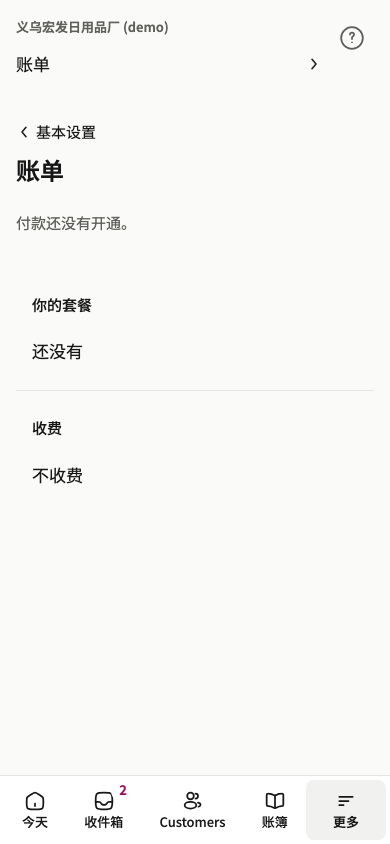 义乌宏发日用品厂 (demo)
账单
基本设置
账单
付款还没有开通。
你的套餐
还没有
收费
不收费
今天
2
收件箱
Customers
账簿
更多